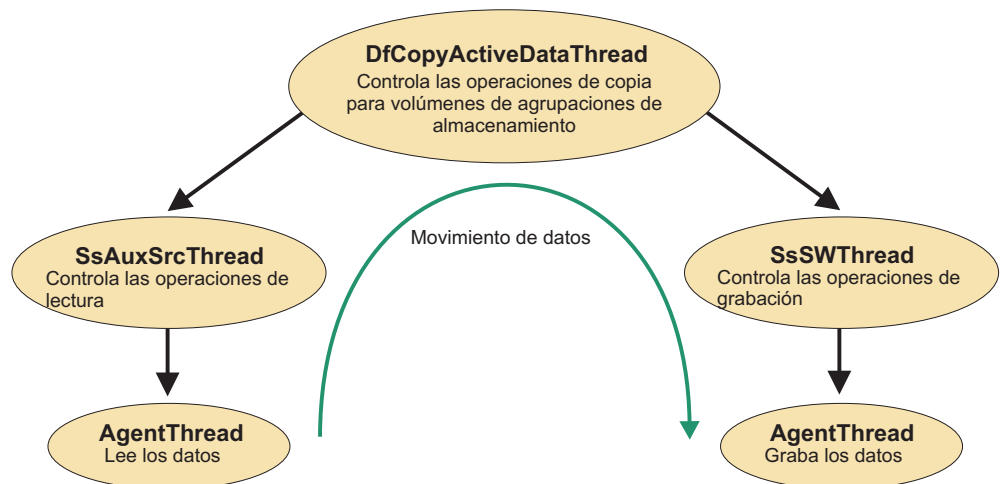 DfCopyActiveDataThread
Controla las operaciones de copia
para volúmenes de agrupaciones de
almacenamiento
Movimiento de datos
SsAuxSrcThread
Controla las operaciones de
lectura
SsSWThread
Controla las operaciones de
grabación
AgentThread
Lee los datos
AgentThread
Graba los datos